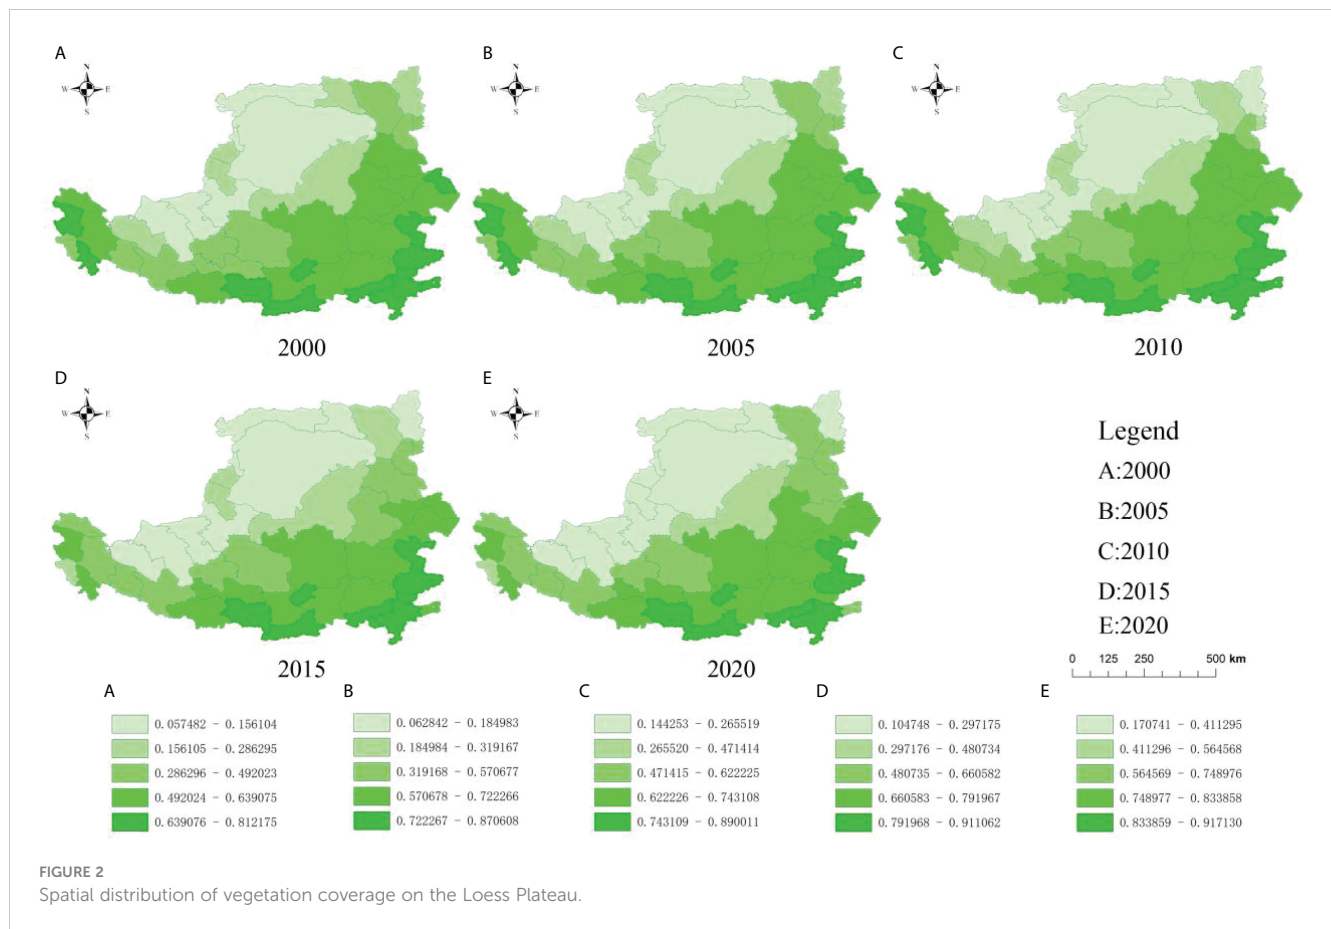 A
N
W E
S
2000
B
N
W E
S
2005
C
N
W E
S
2010
D
N
W E
S
2015
E
N
W E
S
2020
Legend
A:2000
B:2005
C:2010
D:2015
E:2020
0 125 250 500 km
A
0.057482 - 0.156104
0.156105 - 0.286295
0.286296 - 0.492023
0.492024 - 0.639075
0.639076 - 0.812175
B
0.062842 - 0.184983
0.184984 - 0.319167
0.319168 - 0.570677
0.570678 - 0.722266
0.722267 - 0.870608
C
0.144253 - 0.265519
0.265520 - 0.471414
0.471415 - 0.622225
0.622226 - 0.743108
0.743109 - 0.890011
D
0.104748 - 0.297175
0.297176 - 0.480734
0.480735 - 0.660582
0.660583 - 0.791967
0.791968 - 0.911062
E
0.170741 - 0.411295
0.411296 - 0.564568
0.564569 - 0.748976
0.748977 - 0.833858
0.833859 - 0.917130
FIGURE 2
Spatial distribution of vegetation coverage on the Loess Plateau.